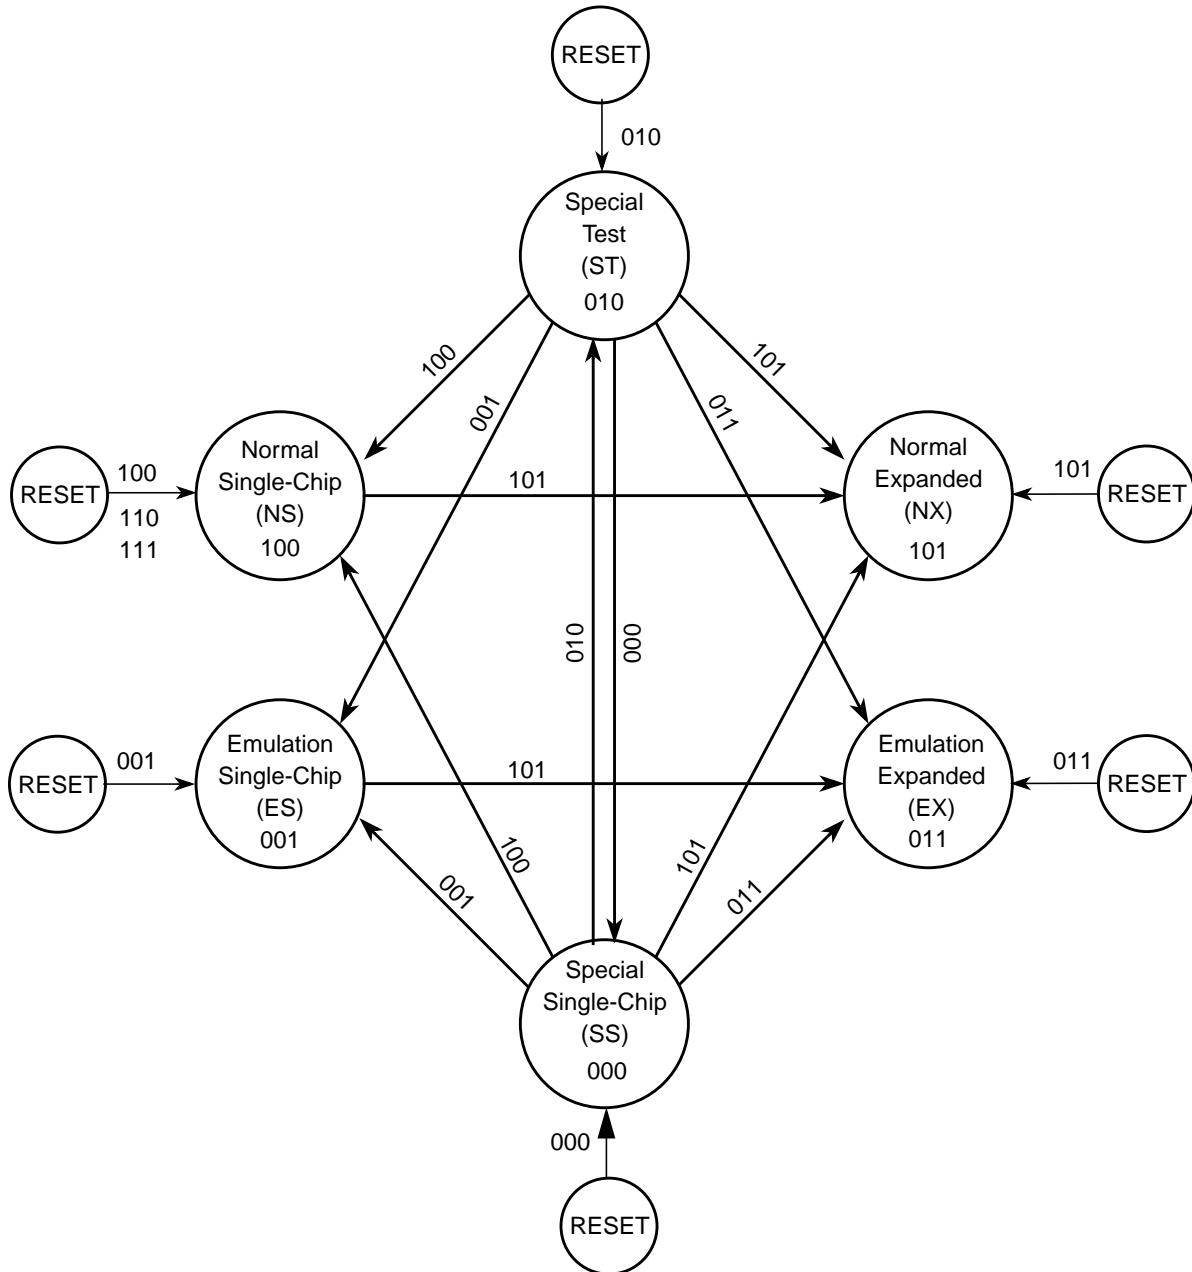 RESET
010
Special
Test
(ST)
010
100
001
101
011
Normal
Single-Chip
(NS)
100
RESET
100
110
111
101
Normal
Expanded
(NX)
101
101
RESET
010
000
RESET
001
Emulation
Single-Chip
(ES)
001
101
Emulation
Expanded
(EX)
011
011
RESET
001
100
101
011
Special
Single-Chip
(SS)
000
000
RESET